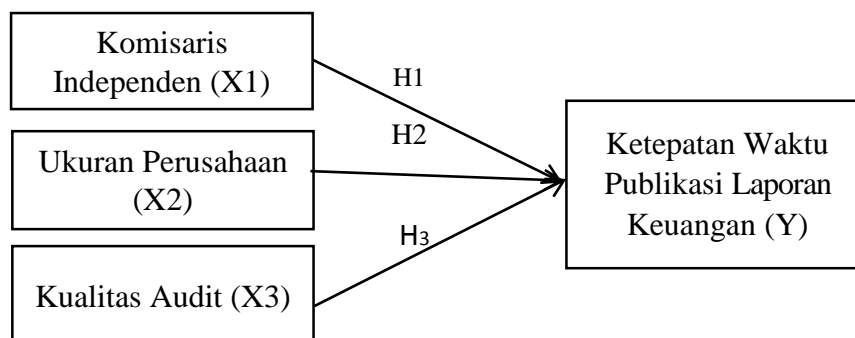 Komisaris
Independen (X1)
H1
H2
Ukuran Perusahaan
(X2)
H3
Kualitas Audit (X3)
Ketepatan Waktu
Publikasi Laporan
Keuangan (Y)